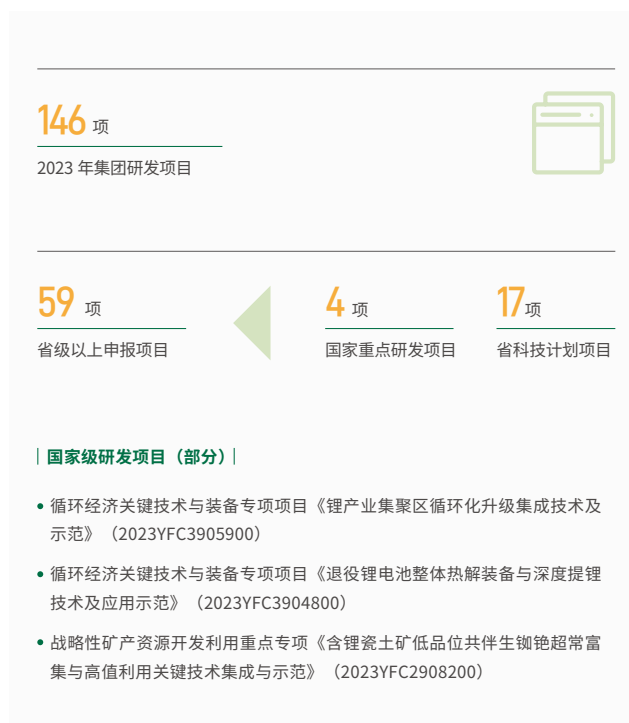 146 项
2023 年集团研发项目
59 项
省级以上申报项目
4 项
国家重点研发项目
17项
省科技计划项目
国家级研发项目（部分）
循环经济关键技术与装备专项项目《锂产业集聚区循环化升级集成技术及
示范》（2023YFC3905900）
循环经济关键技术与装备专项项目《退役锂电池整体热解装备与深度提锂
技术及应用示范》（2023YFC3904800）
战略性矿产资源开发利用重点专项《含锂瓷土矿低品位共伴生铷铯超常富
集与高值利用关键技术集成与示范》（2023YFC2908200）